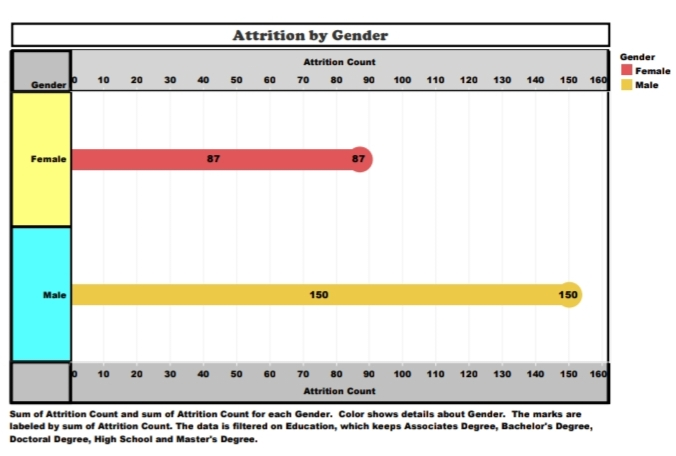 Attrition by Gender
Attrition Count
Gender
0 10 20 30 40 50 60 70 80 90 100 110 120 130 140 150 160
Gender
Female
Male
Female
87 87
Male
150 150
0 10 20 30 40 50 60 70 80 90 100 110 120 130 140 150 160
Attrition Count
Sum of Attrition Count and sum of Attrition Count for each Gender. Color shows details about Gender. The marks are
labeled by sum of Attrition Count. The data is filtered on Education, which keeps Associates Degree, Bachelor's Degree,
Doctoral Degree, High School and Master's Degree.